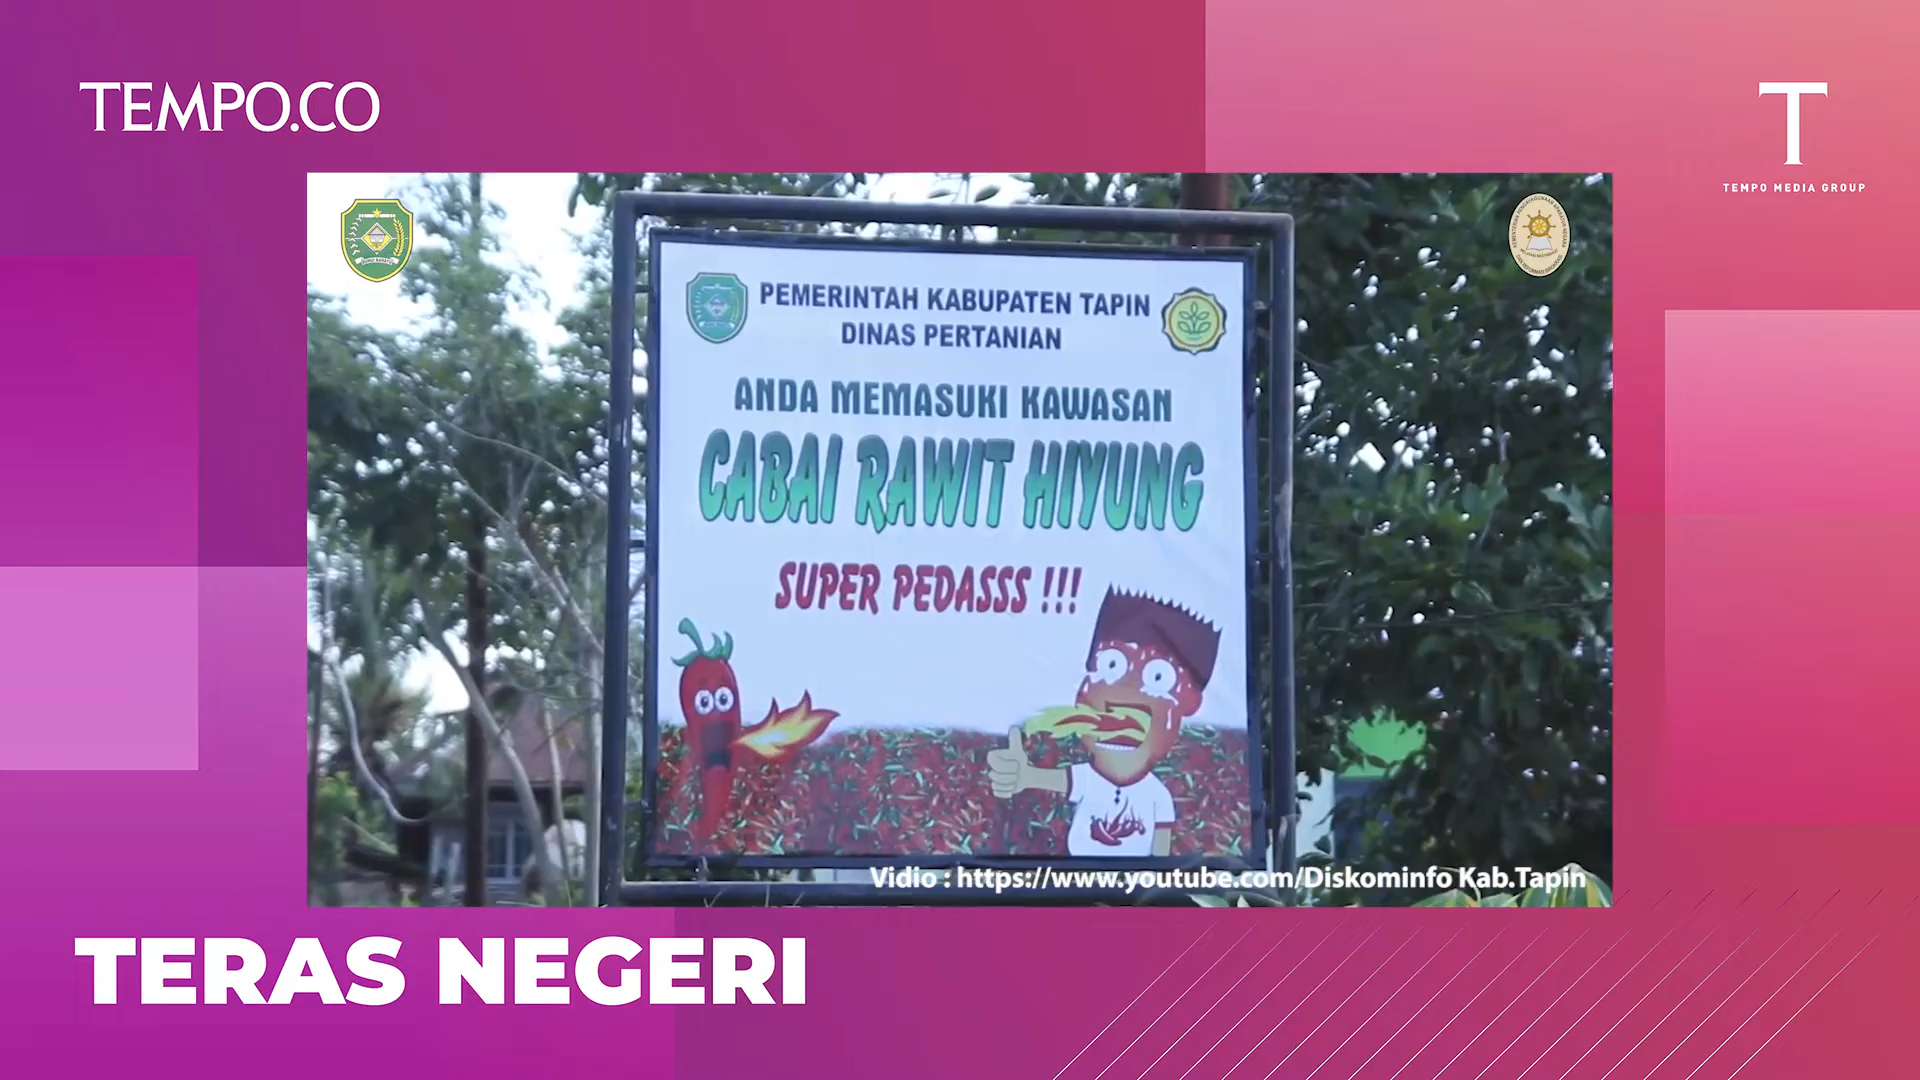 TEMPO.CO
T
TEMPO MEDIA GROUP
PEMERINTAH KABUPATEN TAPIN
DINAS PERTANIAN
ANDA MEMASUKI KAWASAN
CABAI RAWIT HIYUNG
SUPER PEDASSS !!!
Vidio : https://www.youtube.com/Diskominfo Kab.Tapin
TERAS NEGERI